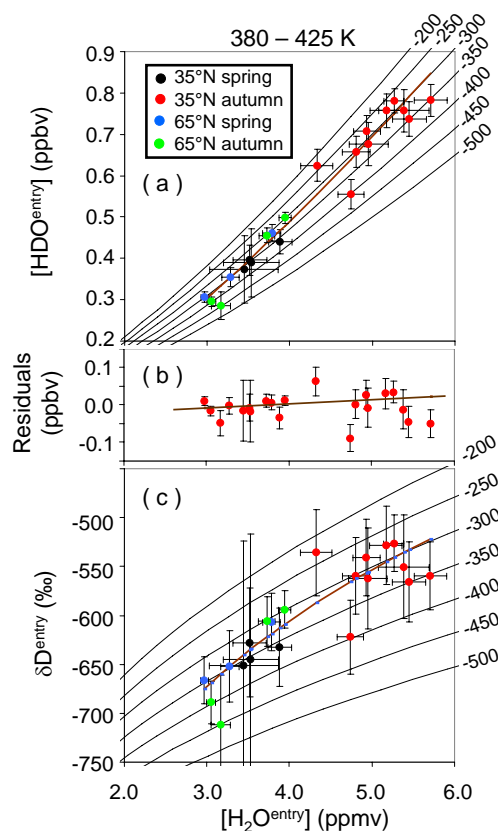 380 – 425 K
-200
-250
-300
-350
-400
-450
-500
0.9
0.8
0.7
0.6
0.5
0.4
0.3
0.2
[HDO^entry] (ppbv)
35°N spring
35°N autumn
65°N spring
65°N autumn
( a )
0.1
0.0
-0.1
Residuals
(ppbv)
( b )
-200
-250
-300
-350
-400
-450
-500
( c )
-500
-550
-600
-650
-700
-750
δD^entry (‰)
2.0
3.0
4.0
5.0
6.0
[H₂O^entry] (ppmv)